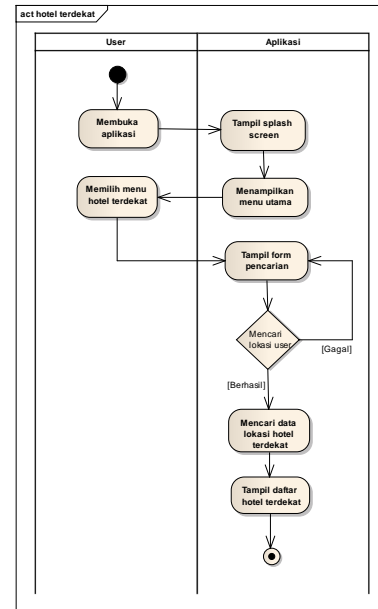 act hotel terdekat
User
Aplikasi
Membuka
aplikasi
Tampil splash
screen
Memilih menu
hotel terdekat
Menampilkan
menu utama
Tampil form
pencarian
Mencari
lokasi user
[Gagal]
[Berhasil]
Mencari data
lokasi hotel
terdekat
Tampil daftar
hotel terdekat